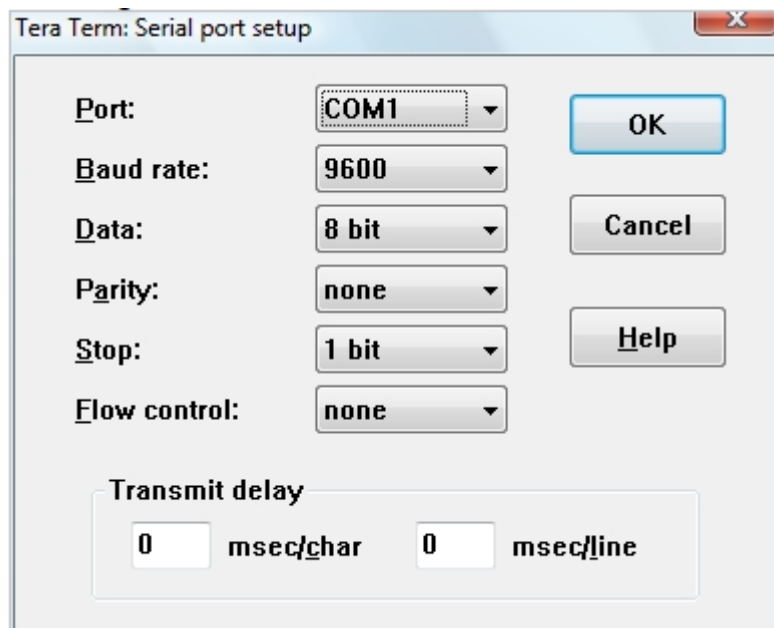 Tera Term: Serial port setup
x
Port: COM1 OK
Baud rate: 9600
Data: 8 bit Cancel
Parity: none
Stop: 1 bit Help
Flow control: none
Transmit delay
0 msec/char 0 msec/line